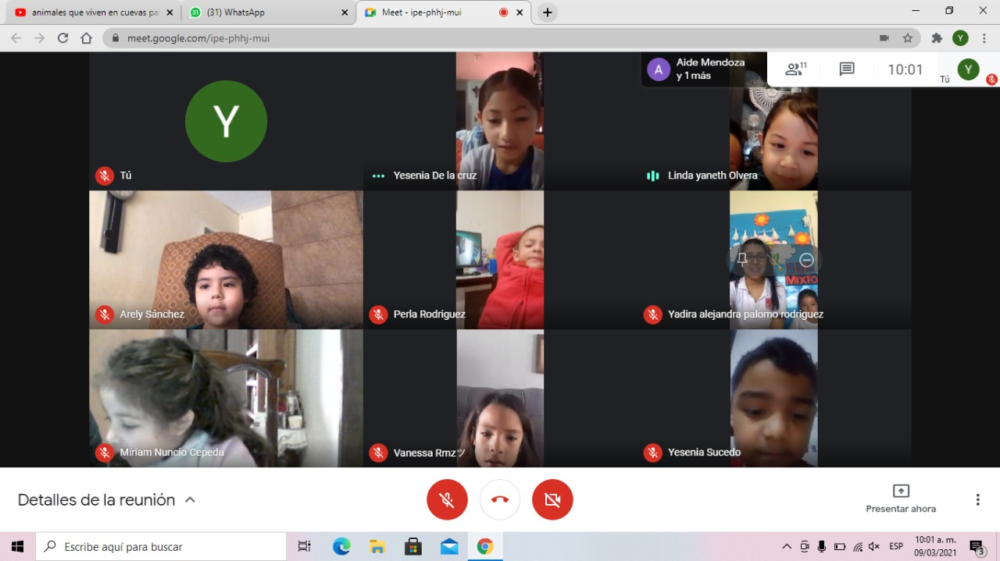 animales que viven en cuevas pa
(31) WhatsApp
Meet - ipe-phhj-mui
meet.google.com/ipe-phhj-mui
Y
A
Aide Mendoza
y 1 más
11
10:01
Tú
Y
Y
Tú
Yesenia De la cruz
Linda yaneth Olvera
Arely Sánchez
Perla Rodriguez
MIXTO
Yadira alejandra palomo rodriguez
Miriam Nuncio Cepeda
Vanessa Rmzツ
Yesenia Sucedo
Detalles de la reunión
Presentar ahora
Escribe aquí para buscar
ESP
10:01 a. m.
09/03/2021
3